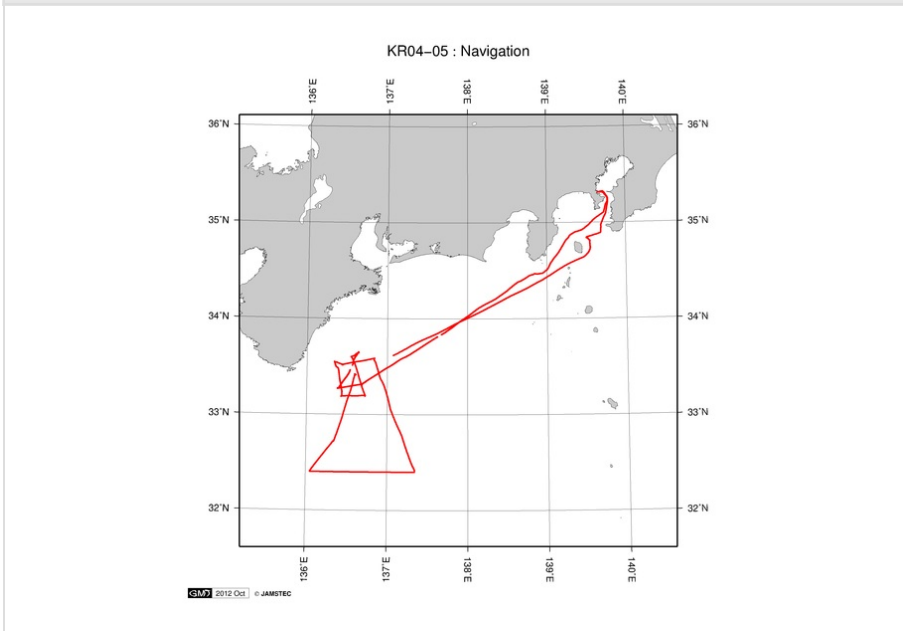 KR04−05 : Navigation
136˚E 137˚E 138˚E 139˚E 140˚E
36˚N 36˚N
35˚N 35˚N
34˚N 34˚N
33˚N 33˚N
32˚N 32˚N
136˚E 137˚E 138˚E 139˚E 140˚E
GMD 2012 Oct © JAMSTEC